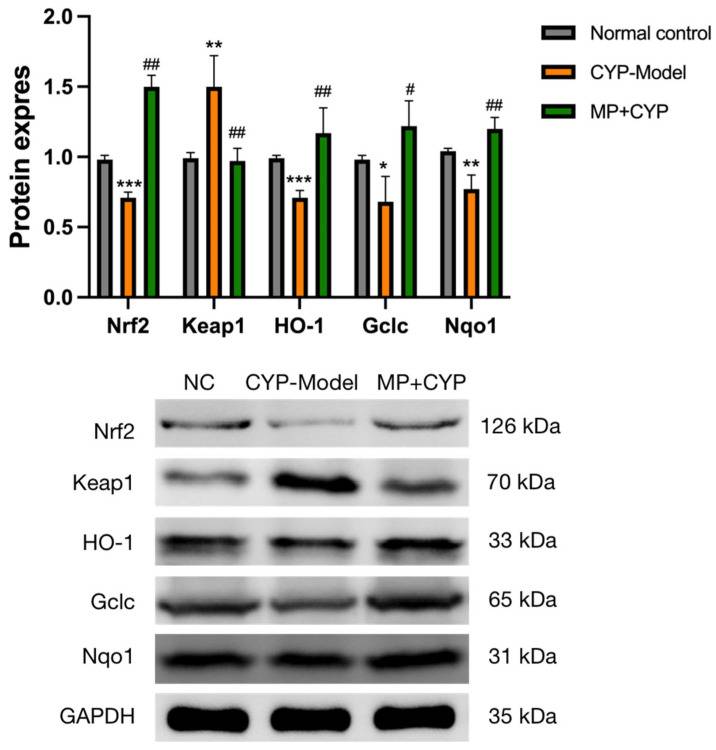 Protein expres
2.0
1.5
1.0
0.5
0.0
## ** ## ## # ##
*** *** * **
Nrf2 Keap1 HO-1 Gclc Nqo1
Normal control
CYP-Model
MP+CYP
NC CYP-Model MP+CYP
Nrf2 126 kDa
Keap1 70 kDa
HO-1 33 kDa
Gclc 65 kDa
Nqo1 31 kDa
GAPDH 35 kDa